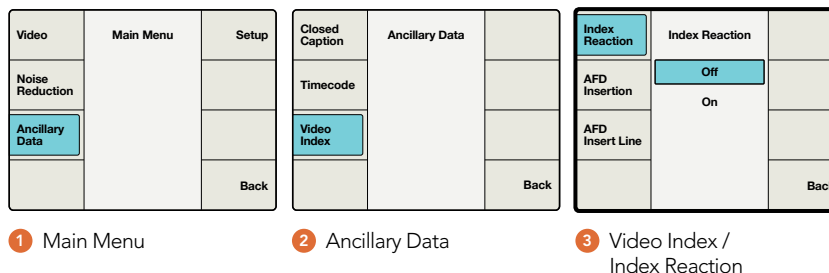 Video
Main Menu
Setup
Noise
Reduction
Ancillary
Data
Back
Closed
Caption
Ancillary Data
Timecode
Video
Index
Back
Index
Reaction
Index Reaction
Off
AFD
Insertion
On
AFD
Insert Line
Bac
1 Main Menu
2 Ancillary Data
3 Video Index /
Index Reaction